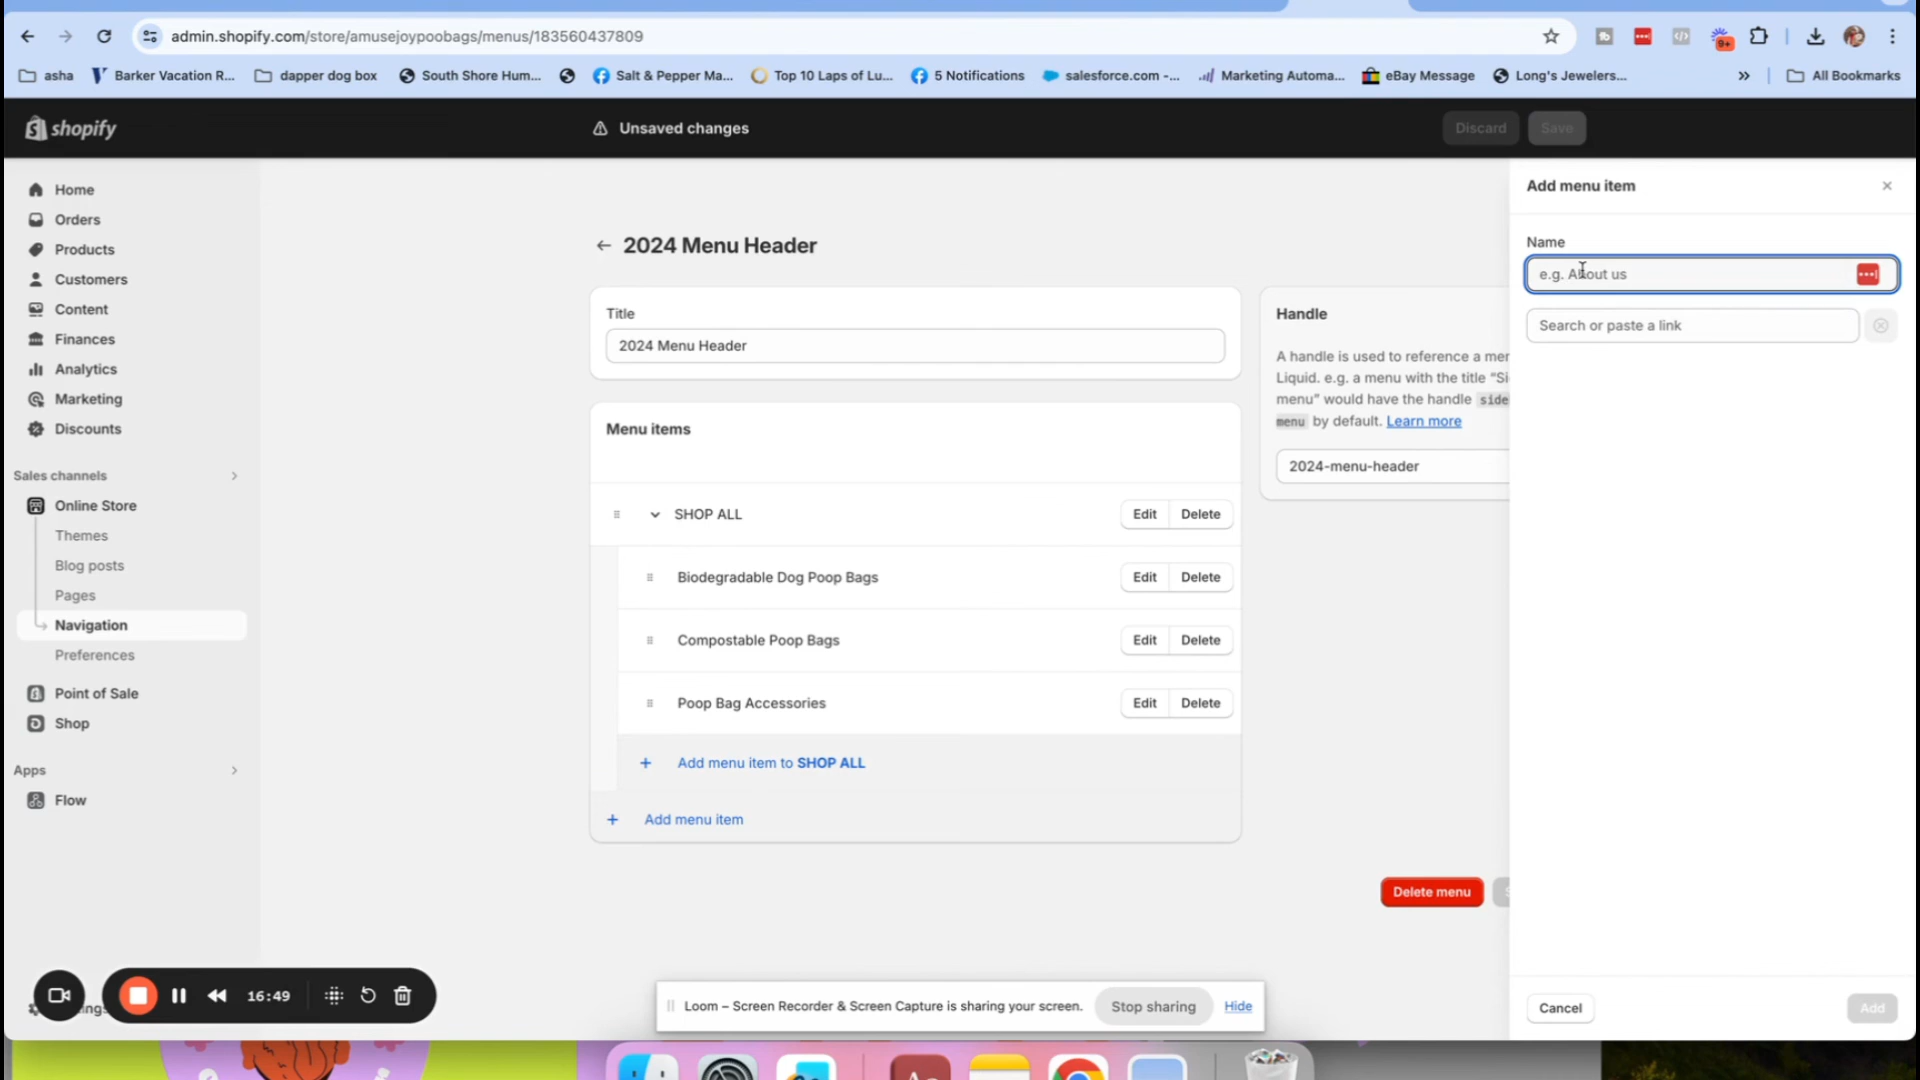 admin.shopify.com/store/amusejoypoobags/menus/183560437809
9+
asha
Barker Vacation R...
dapper dog box
South Shore Hum...
Salt & Pepper Ma...
Top 10 Laps of Lu...
5 Notifications
salesforce.com -...
Marketing Automa...
eBay Message
Long's Jewelers...
»
All Bookmarks
shopify
Unsaved changes
Discard
Save
Home
Orders
Products
Customers
Content
Finances
Analytics
Marketing
Discounts
Sales channels
Online Store
Themes
Blog posts
Pages
Navigation
Preferences
Point of Sale
Shop
Apps
Flow
2024 Menu Header
Title
2024 Menu Header
Menu items
SHOP ALL
Edit
Delete
Biodegradable Dog Poop Bags
Edit
Delete
Compostable Poop Bags
Edit
Delete
Poop Bag Accessories
Edit
Delete
+ Add menu item to SHOP ALL
+ Add menu item
Handle
A handle is used to reference a mer
Liquid. e.g. a menu with the title "Si
menu" would have the handle side
menu by default. Learn more
2024-menu-header
Delete menu
Add menu item
Name
e.g. About us
Search or paste a link
Cancel
Add
16:49
Loom – Screen Recorder & Screen Capture is sharing your screen.
Stop sharing
Hide